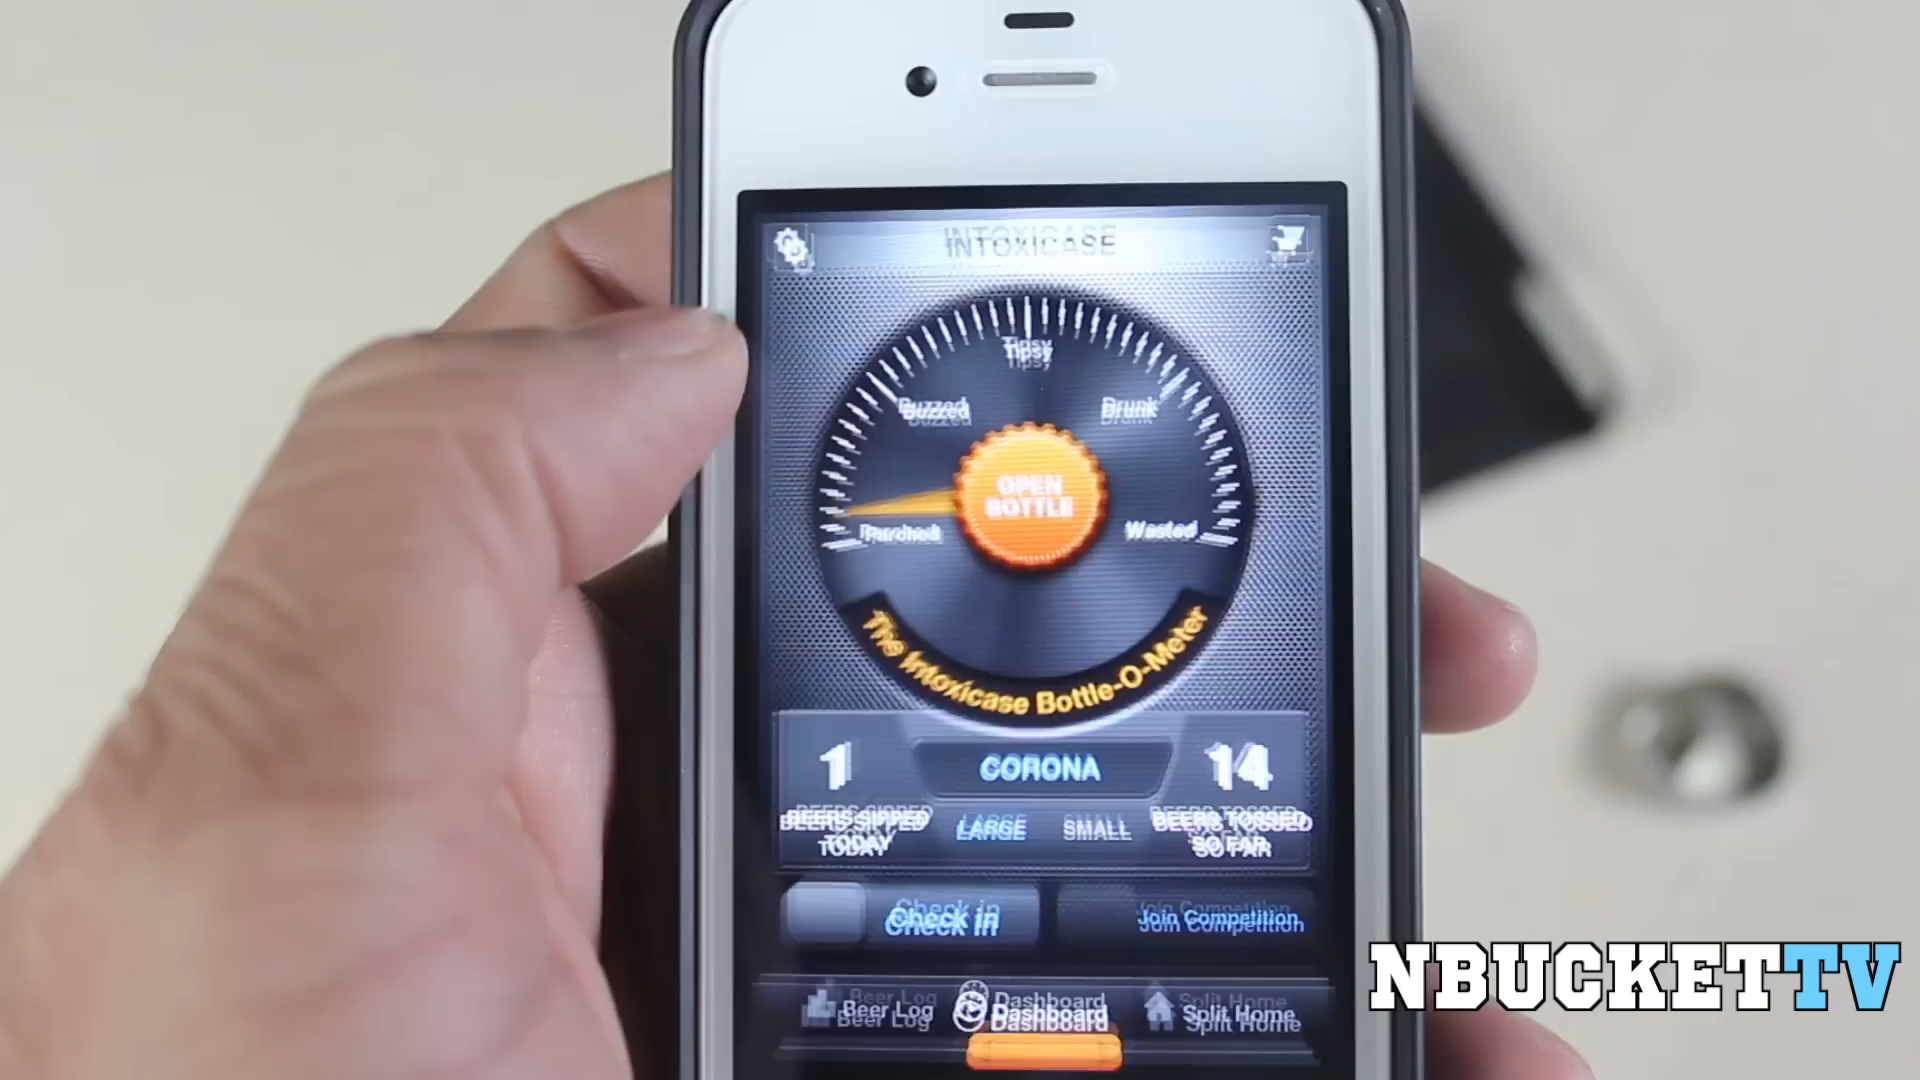 INTOXICASE
Tipsy
Buzzed
Drunk
OPEN
BOTTLE
Parched
Wasted
The Intoxicase Bottle-O-Meter
1
CORONA
14
BEERS SIPPED
TODAY
LARGE
SMALL
BEERS TOSSED
SO FAR
Check in
Join Competition
Beer Log
Dashboard
Split Home
NBUCKETTV